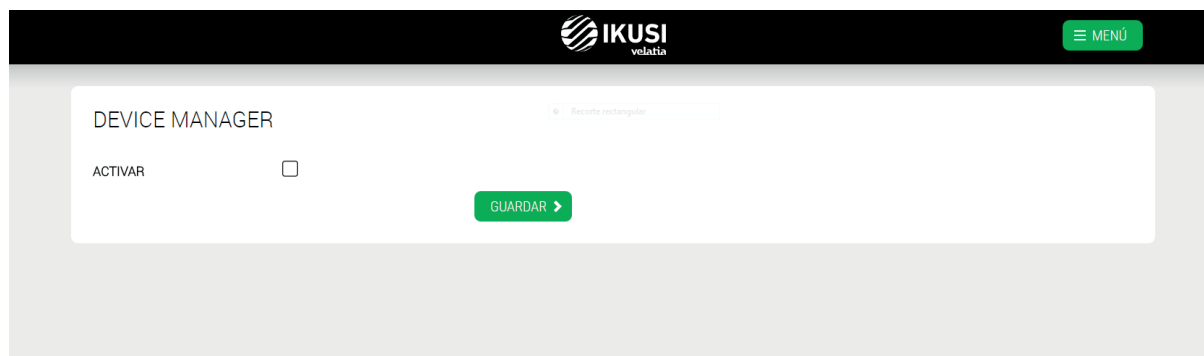 IKUSI
velatia
MENÚ
DEVICE MANAGER
Recorte rectangular
ACTIVAR
GUARDAR